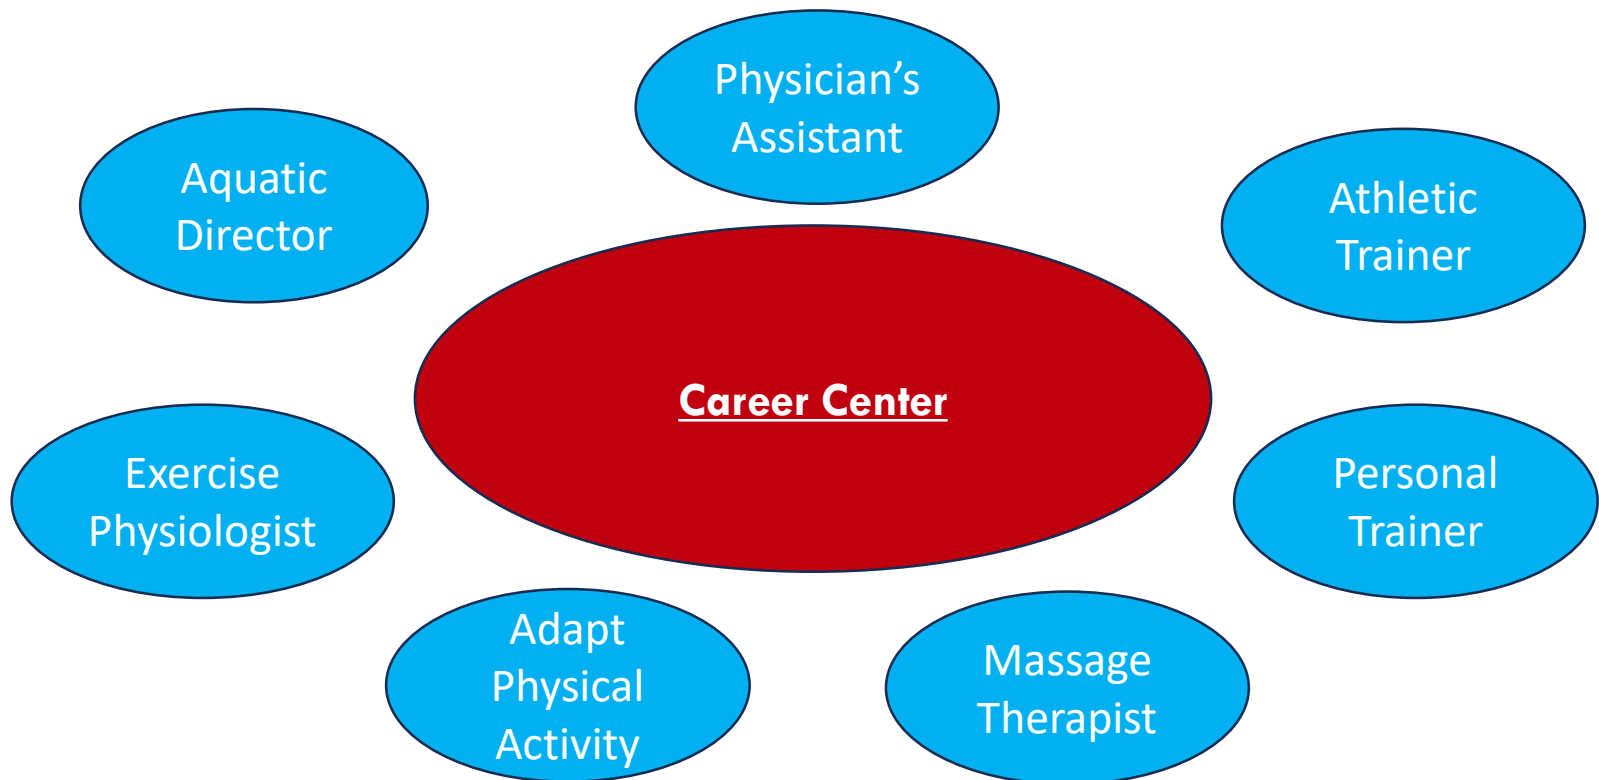 Physician’s
Assistant
Aquatic
Director
Athletic
Trainer
Career Center
Exercise
Physiologist
Personal
Trainer
Adapt
Physical
Activity
Massage
Therapist